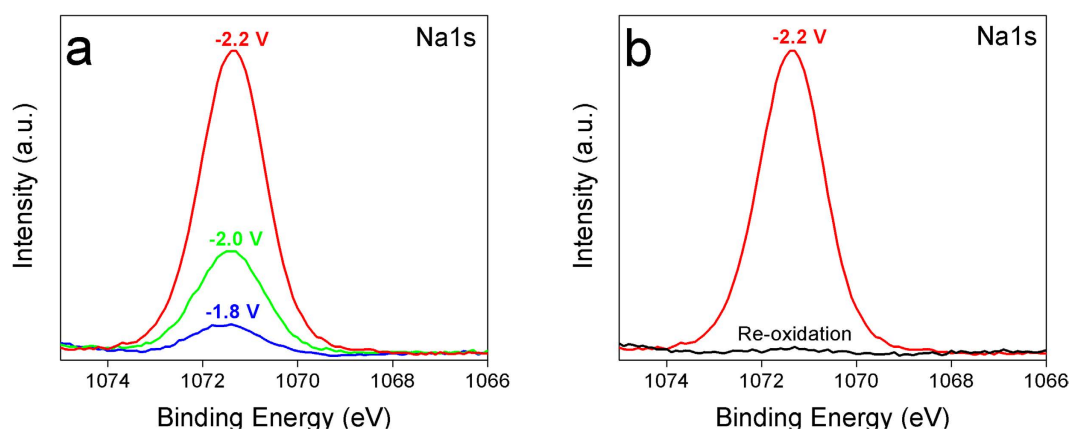 a
-2.2 V
Na1s
-2.0 V
-1.8 V
Intensity (a.u.)
1074 1072 1070 1068 1066
Binding Energy (eV)
b
-2.2 V
Na1s
Re-oxidation
Intensity (a.u.)
1074 1072 1070 1068 1066
Binding Energy (eV)